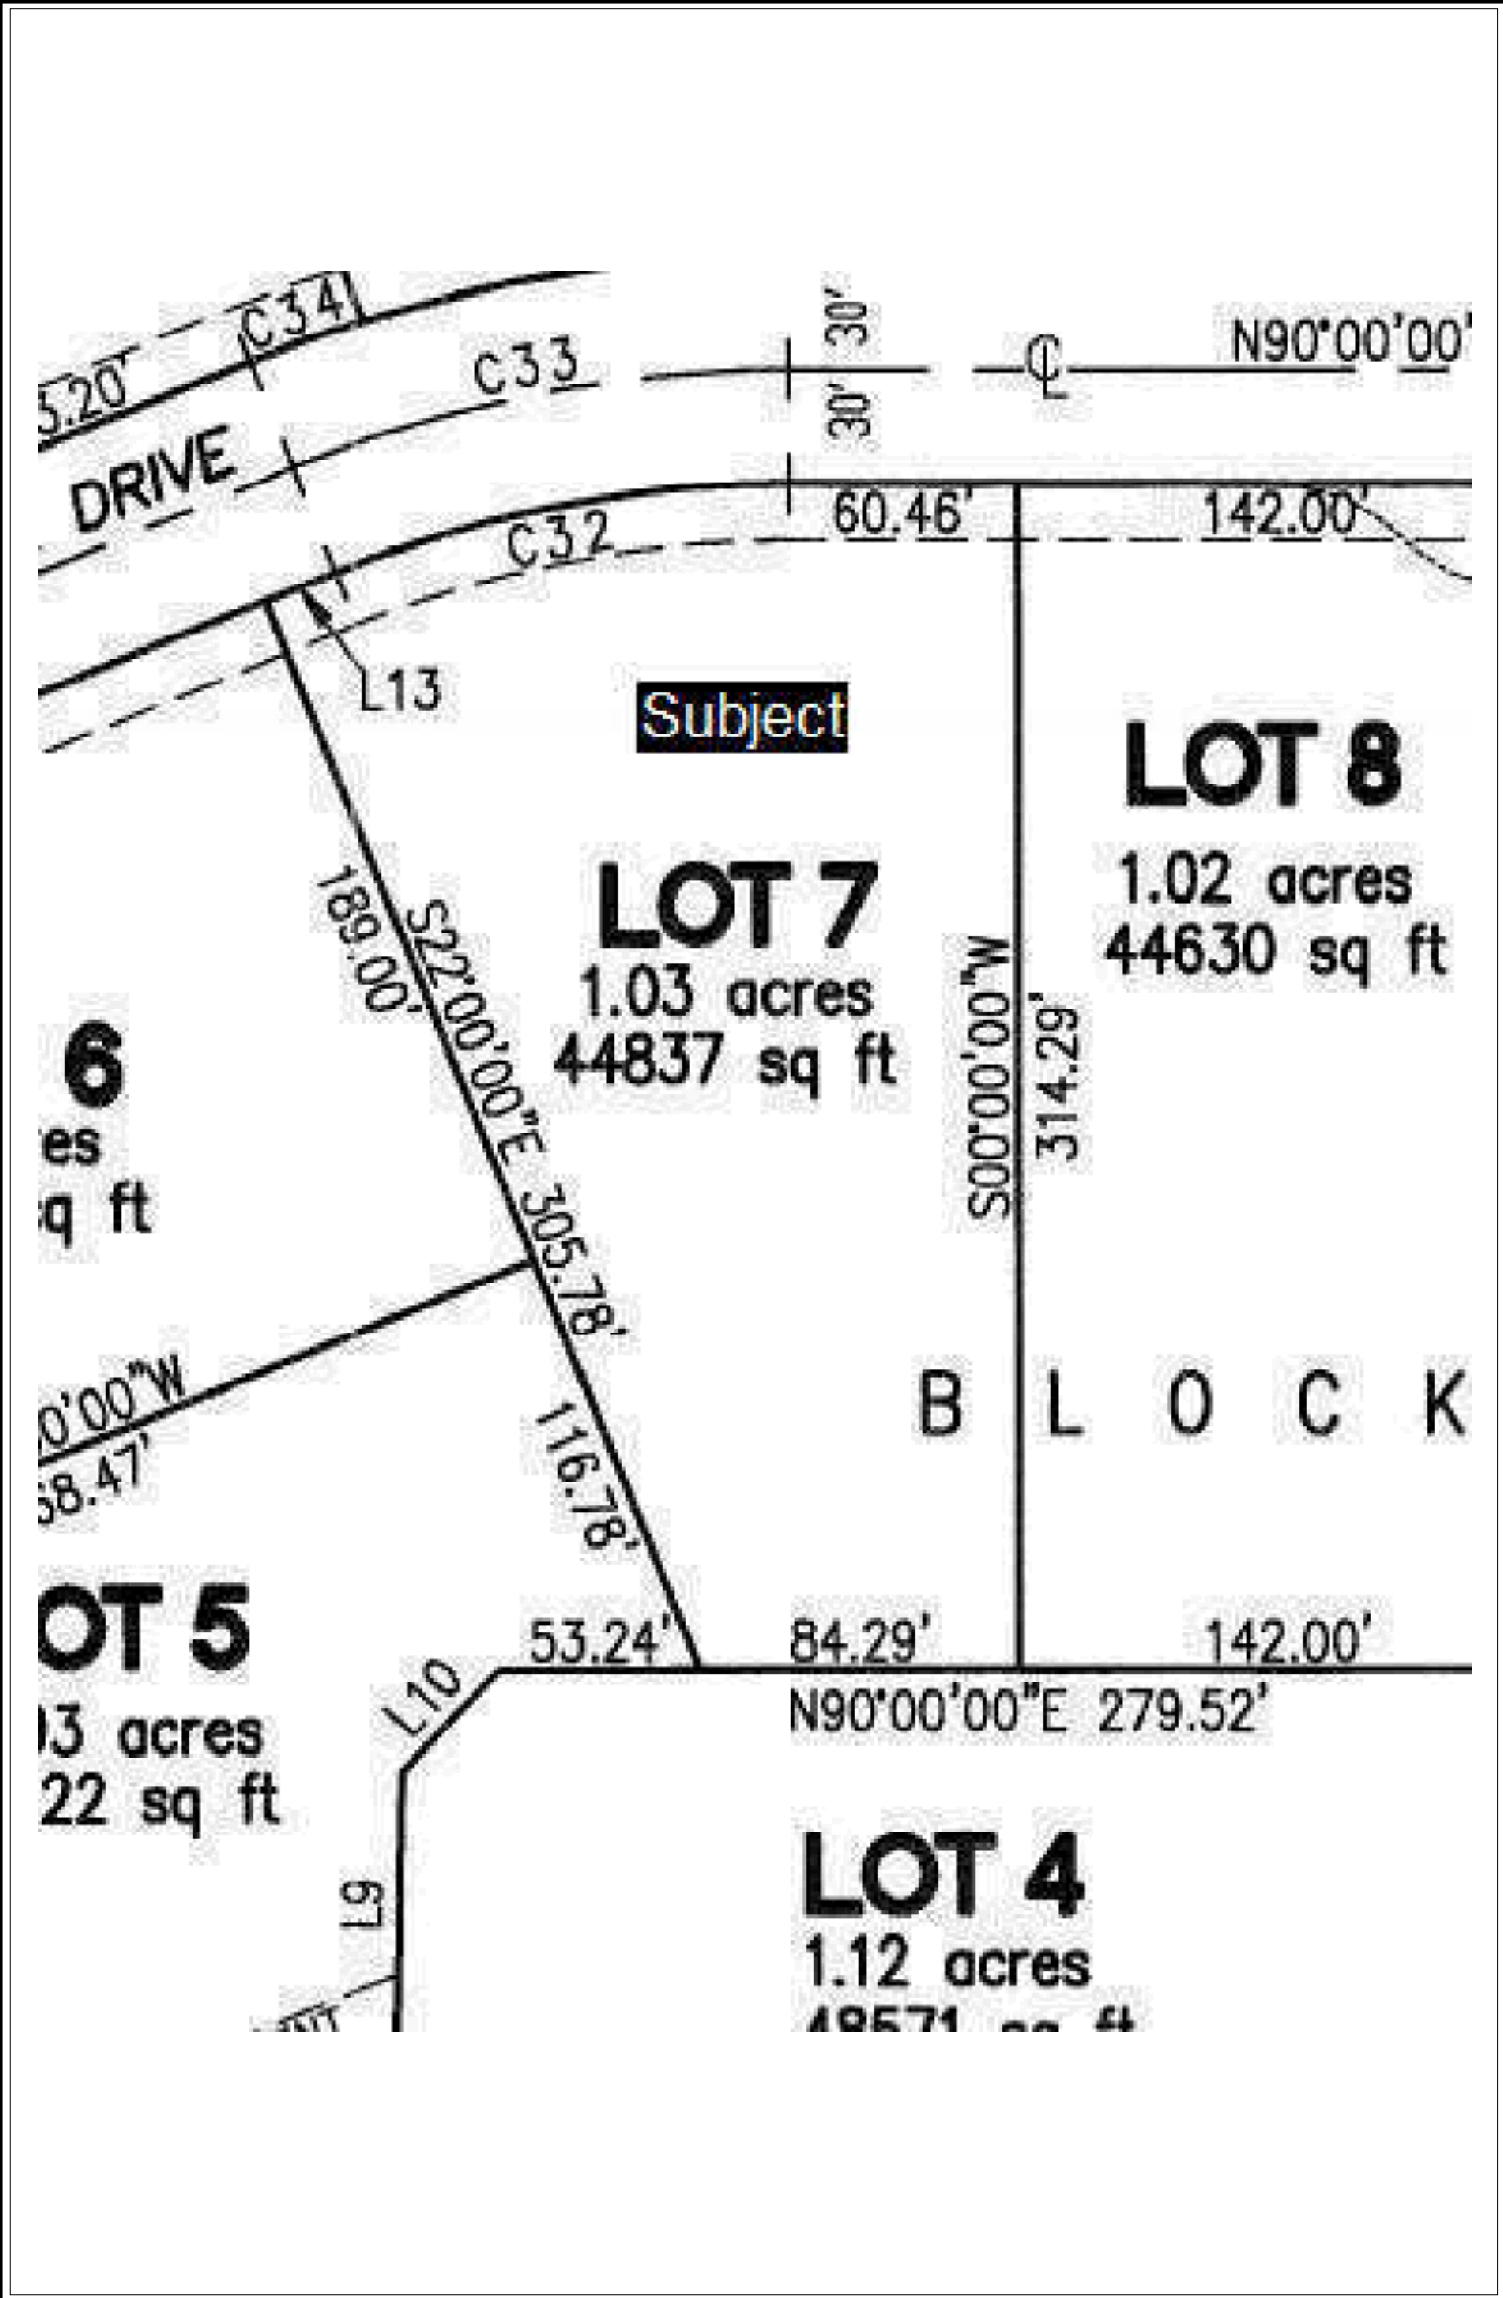 C34
30'
C33
N90°00'00'
℄
5.20'
30'
DRIVE
60.46'
142.00'
C32
L13
Subject
LOT 8
1.02 acres
44630 sq ft
LOT 7
1.03 acres
44837 sq ft
189.00'
S22°00'00"E 305.78'
S00°00'00"W
314.29'
6
es
q ft
BLOCK
0'00"W
58.47'
116.78'
OT 5
53.24'
84.29'
142.00'
L10
N90°00'00"E 279.52'
03 acres
22 sq ft
LOT 4
L9
1.12 acres
48571 sq ft